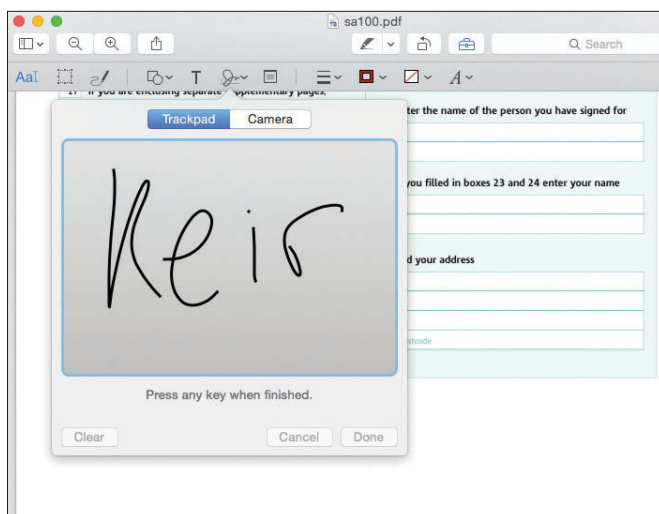 sa100.pdf
Search
AaI T A
27 If you are enclosing separate supplementary pages,
Trackpad Camera
ter the name of the person you have signed for
Keir
you filled in boxes 23 and 24 enter your name
d your address
stcode
Press any key when finished.
Clear Cancel Done